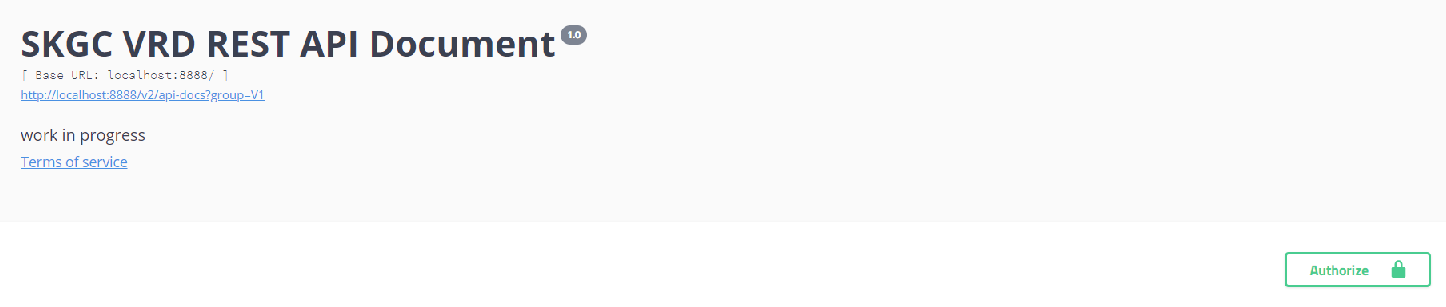 SKGC VRD REST API Document 1.0
[ Base URL: localhost:8888/ ]
http://localhost:8888/v2/api-docs?group=V1
work in progress
Terms of service
Authorize